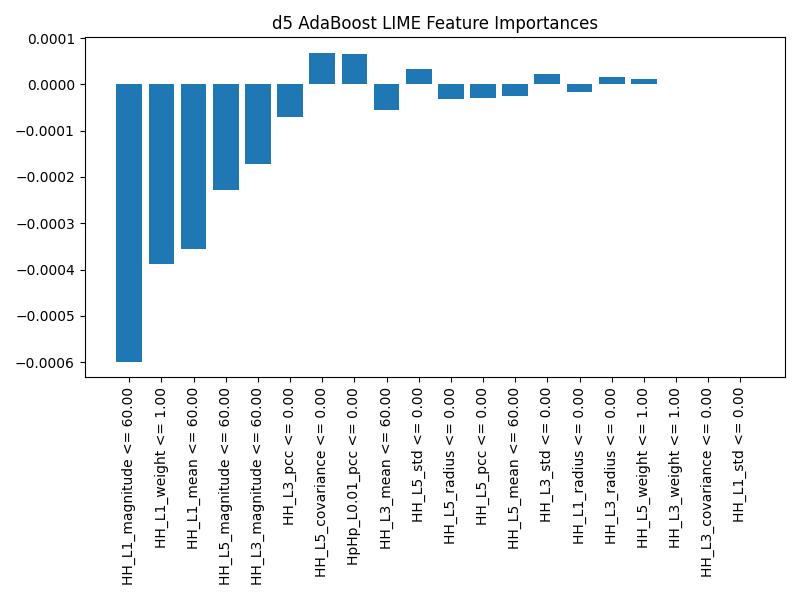 d5 AdaBoost LIME Feature Importances
0.0001
0.0000
−0.0001
−0.0002
−0.0003
−0.0004
−0.0005
−0.0006
HH_L1_magnitude <= 60.00
HH_L1_weight <= 1.00
HH_L1_mean <= 60.00
HH_L5_magnitude <= 60.00
HH_L3_magnitude <= 60.00
HH_L3_pcc <= 0.00
HH_L5_covariance <= 0.00
HpHp_L0.01_pcc <= 0.00
HH_L3_mean <= 60.00
HH_L5_std <= 0.00
HH_L5_radius <= 0.00
HH_L5_pcc <= 0.00
HH_L5_mean <= 60.00
HH_L3_std <= 0.00
HH_L1_radius <= 0.00
HH_L3_radius <= 0.00
HH_L5_weight <= 1.00
HH_L3_weight <= 1.00
HH_L3_covariance <= 0.00
HH_L1_std <= 0.00